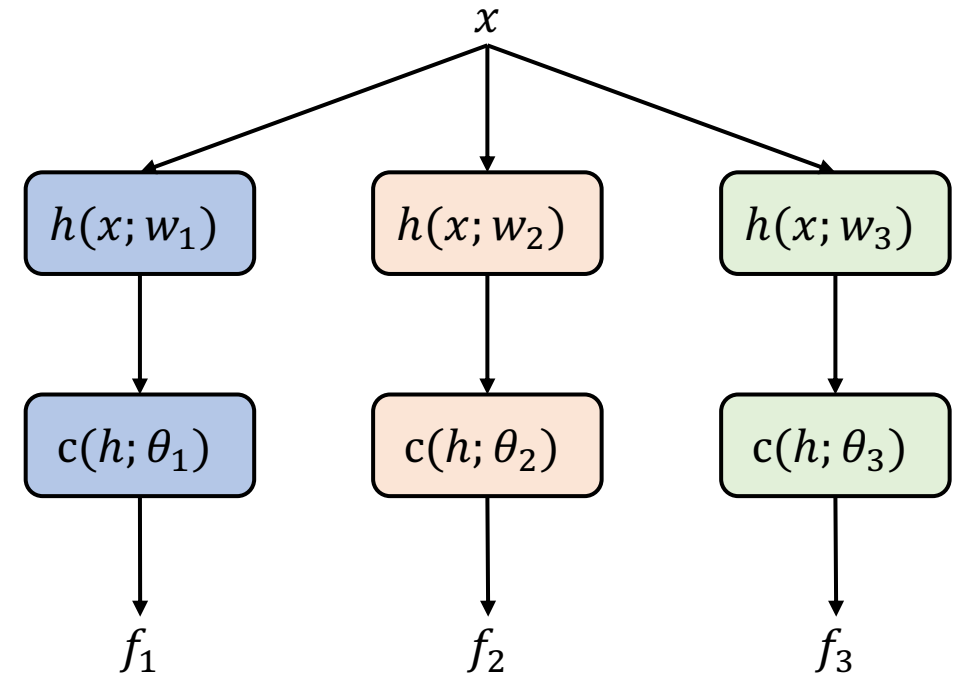 x
h(x; w₁) h(x; w₂) h(x; w₃)
c(h; θ₁) c(h; θ₂) c(h; θ₃)
f₁ f₂ f₃